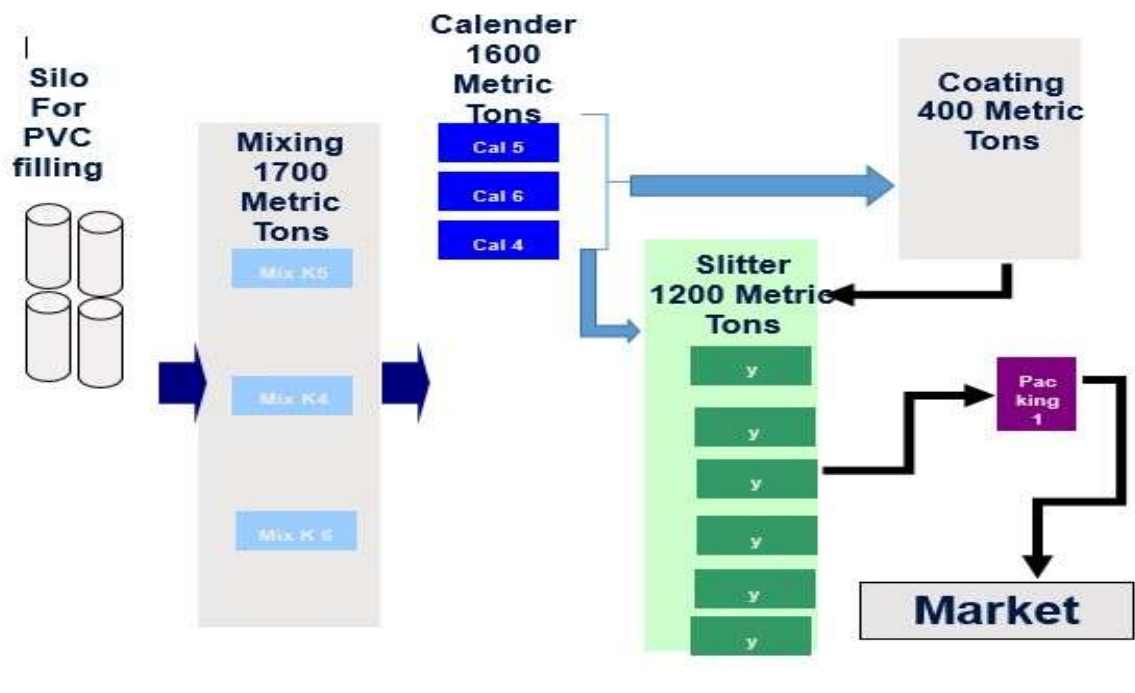 Silo
For
PVC
filling
Mixing
1700
Metric
Tons
Mix K5
Mix K4
Mix K 6
Calender
1600
Metric
Tons
Cal 5
Cal 6
Cal 4
Coating
400 Metric
Tons
Slitter
1200 Metric
Tons
y
y
y
y
y
y
Pac
king
1
Market